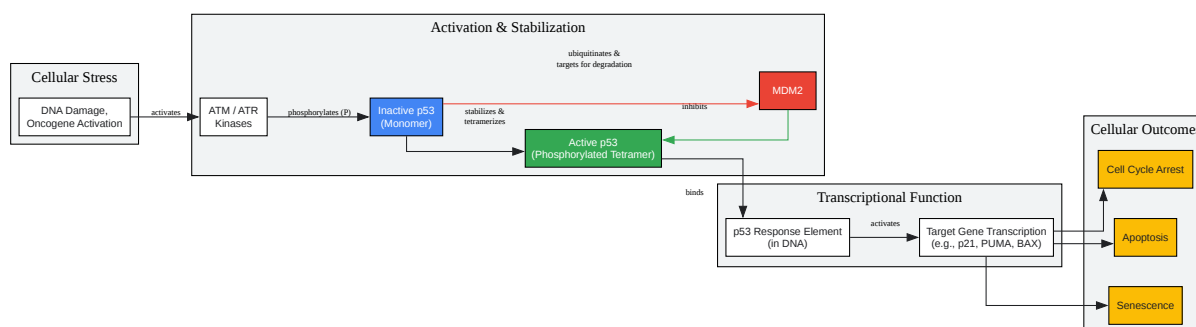 Activation & Stabilization
ubiquitinates &
targets for degradation
Cellular Stress
DNA Damage,
Oncogene Activation
activates
ATM / ATR
Kinases
phosphorylates (P)
Inactive p53
(Monomer)
stabilizes &
tetramerizes
inhibits
MDM2
Active p53
(Phosphorylated Tetramer)
binds
Transcriptional Function
p53 Response Element
(in DNA)
activates
Target Gene Transcription
(e.g., p21, PUMA, BAX)
Cellular Outcome
Cell Cycle Arrest
Apoptosis
Senescence